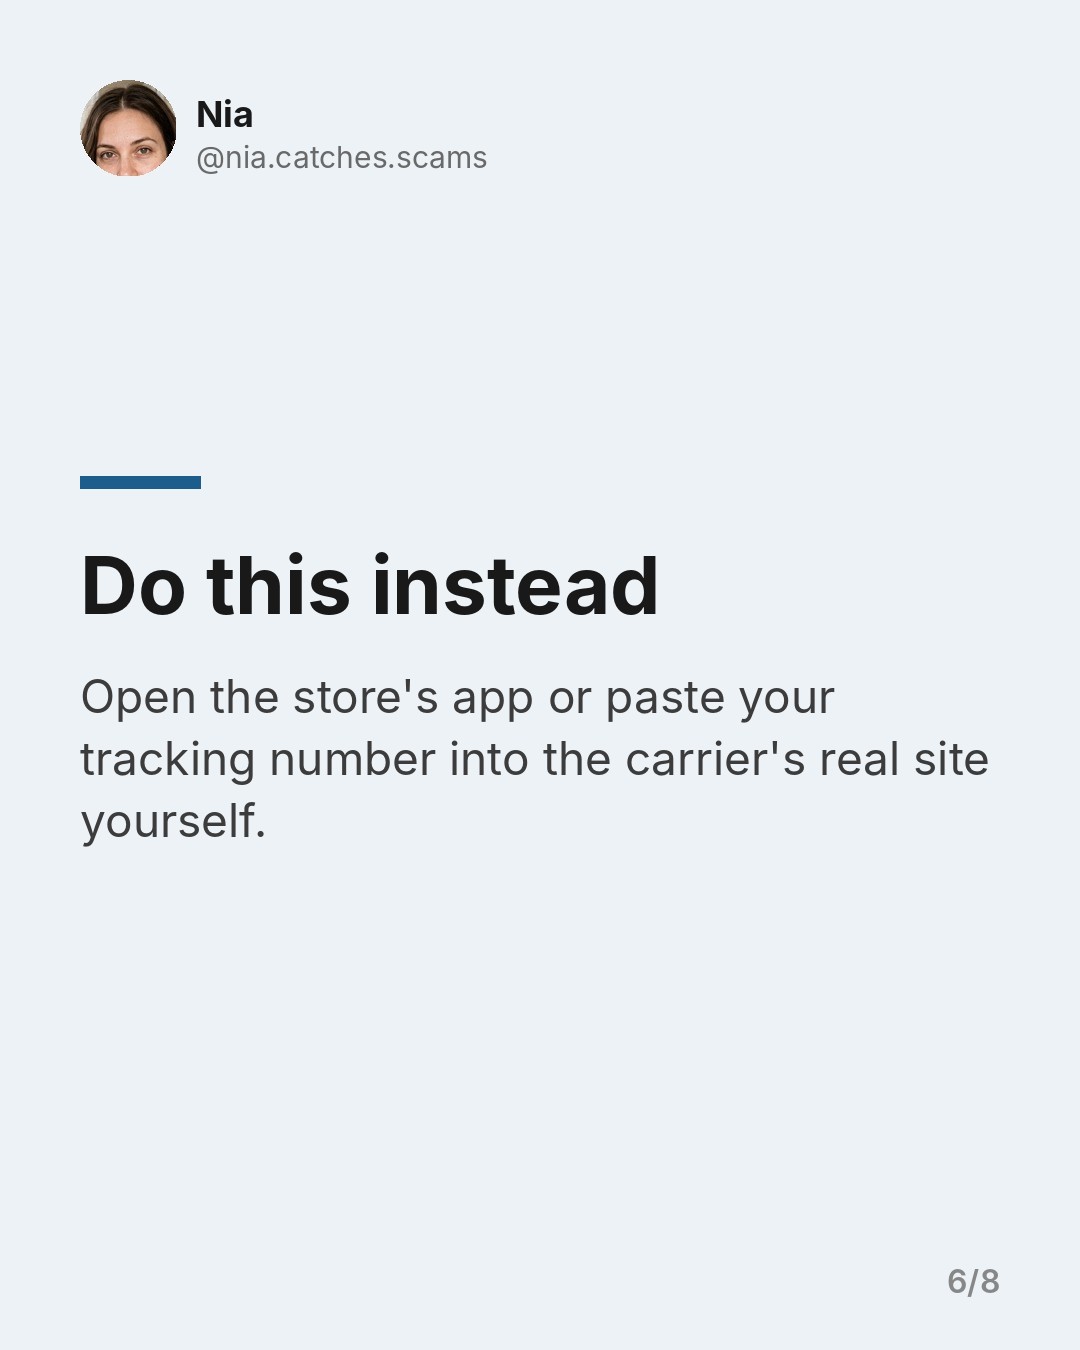 Nia
@nia.catches.scams
Do this instead
Open the store's app or paste your
tracking number into the carrier's real site
yourself.
6/8